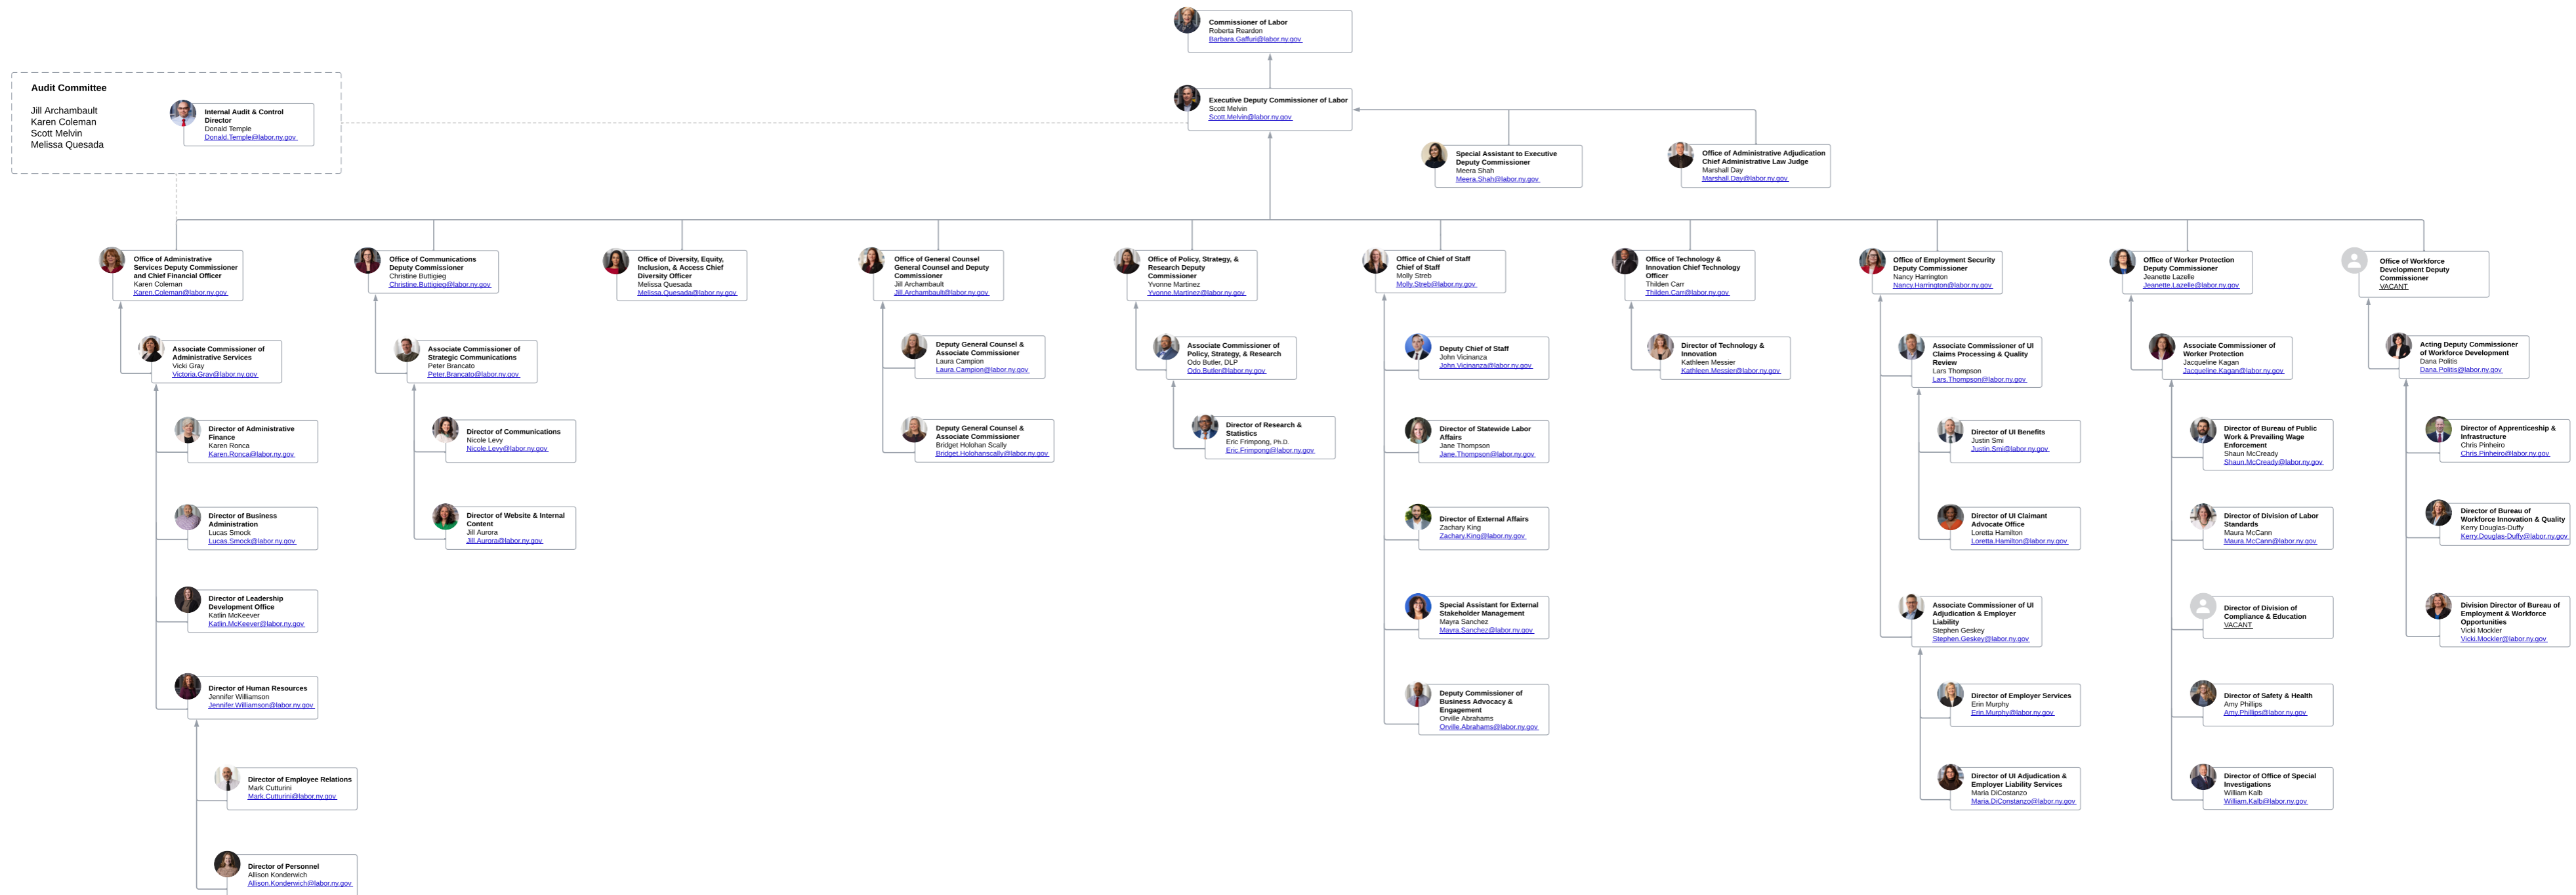 Commissioner of Labor
Roberta Reardon
Barbara.Gaffuri@labor.ny.gov
Audit Committee
Jill Archambault
Karen Coleman
Scott Melvin
Melissa Quesada
Internal Audit & Control
Director
Donald Temple
Donald.Temple@labor.ny.gov
Executive Deputy Commissioner of Labor
Scott Melvin
Scott.Melvin@labor.ny.gov
Special Assistant to Executive
Deputy Commissioner
Meera Shah
Meera.Shah@labor.ny.gov
Office of Administrative Adjudication
Chief Administrative Law Judge
Marshall Day
Marshall.Day@labor.ny.gov
Office of Administrative
Services Deputy Commissioner
and Chief Financial Officer
Karen Coleman
Karen.Coleman@labor.ny.gov
Associate Commissioner of
Administrative Services
Vicki Gray
Victoria.Gray@labor.ny.gov
Director of Administrative
Finance
Karen Ronca
Karen.Ronca@labor.ny.gov
Director of Business
Administration
Lucas Smock
Lucas.Smock@labor.ny.gov
Director of Leadership
Development Office
Katlin McKeever
Katlin.McKeever@labor.ny.gov
Director of Human Resources
Jennifer Williamson
Jennifer.Williamson@labor.ny.gov
Director of Employee Relations
Mark Cutturini
Mark.Cutturini@labor.ny.gov
Director of Personnel
Allison Konderwich
Allison.Konderwich@labor.ny.gov
Office of Communications
Deputy Commissioner
Christine Buttigieg
Christine.Buttigieg@labor.ny.gov
Associate Commissioner of
Strategic Communications
Peter Brancato
Peter.Brancato@labor.ny.gov
Director of Communications
Nicole Levy
Nicole.Levy@labor.ny.gov
Director of Website & Internal
Content
Jill Aurora
Jill.Aurora@labor.ny.gov
Office of Diversity, Equity,
Inclusion, & Access Chief
Diversity Officer
Melissa Quesada
Melissa.Quesada@labor.ny.gov
Office of General Counsel
General Counsel and Deputy
Commissioner
Jill Archambault
Jill.Archambault@labor.ny.gov
Deputy General Counsel &
Associate Commissioner
Laura Campion
Laura.Campion@labor.ny.gov
Deputy General Counsel &
Associate Commissioner
Bridget Holohan Scally
Bridget.Holohanscally@labor.ny.gov
Office of Policy, Strategy, &
Research Deputy
Commissioner
Yvonne Martinez
Yvonne.Martinez@labor.ny.gov
Associate Commissioner of
Policy, Strategy, & Research
Odo Butler, DLP
Odo.Butler@labor.ny.gov
Director of Research &
Statistics
Eric Frimpong, Ph.D.
Eric.Frimpong@labor.ny.gov
Office of Chief of Staff
Chief of Staff
Molly Streb
Molly.Streb@labor.ny.gov
Deputy Chief of Staff
John Vicinanza
John.Vicinanza@labor.ny.gov
Director of Statewide Labor
Affairs
Jane Thompson
Jane.Thompson@labor.ny.gov
Director of External Affairs
Zachary King
Zachary.King@labor.ny.gov
Special Assistant for External
Stakeholder Management
Mayra Sanchez
Mayra.Sanchez@labor.ny.gov
Deputy Commissioner of
Business Advocacy &
Engagement
Orville Abrahams
Orville.Abrahams@labor.ny.gov
Office of Technology &
Innovation Chief Technology
Officer
Thilden Carr
Thilden.Carr@labor.ny.gov
Director of Technology &
Innovation
Kathleen Messier
Kathleen.Messier@labor.ny.gov
Office of Employment Security
Deputy Commissioner
Nancy Harrington
Nancy.Harrington@labor.ny.gov
Associate Commissioner of UI
Claims Processing & Quality
Review
Lars Thompson
Lars.Thompson@labor.ny.gov
Director of UI Benefits
Justin Smi
Justin.Smi@labor.ny.gov
Director of UI Claimant
Advocate Office
Loretta Hamilton
Loretta.Hamilton@labor.ny.gov
Associate Commissioner of UI
Adjudication & Employer
Liability
Stephen Geskey
Stephen.Geskey@labor.ny.gov
Director of Employer Services
Erin Murphy
Erin.Murphy@labor.ny.gov
Director of UI Adjudication &
Employer Liability Services
Maria DiCostanzo
Maria.DiConstanzo@labor.ny.gov
Office of Worker Protection
Deputy Commissioner
Jeanette Lazelle
Jeanette.Lazelle@labor.ny.gov
Associate Commissioner of
Worker Protection
Jacqueline Kagan
Jacqueline.Kagan@labor.ny.gov
Director of Bureau of Public
Work & Prevailing Wage
Enforcement
Shaun McCready
Shaun.McCready@labor.ny.gov
Director of Division of Labor
Standards
Maura McCann
Maura.McCann@labor.ny.gov
Director of Division of
Compliance & Education
VACANT
Director of Safety & Health
Amy Phillips
Amy.Phillips@labor.ny.gov
Director of Office of Special
Investigations
William Kalb
William.Kalb@labor.ny.gov
Office of Workforce
Development Deputy
Commissioner
VACANT
Acting Deputy Commissioner
of Workforce Development
Dana Politis
Dana.Politis@labor.ny.gov
Director of Apprenticeship &
Infrastructure
Chris Pinheiro
Chris.Pinheiro@labor.ny.gov
Director of Bureau of
Workforce Innovation & Quality
Kerry Douglas-Duffy
Kerry.Douglas-Duffy@labor.ny.gov
Division Director of Bureau of
Employment & Workforce
Opportunities
Vicki Mockler
Vicki.Mockler@labor.ny.gov